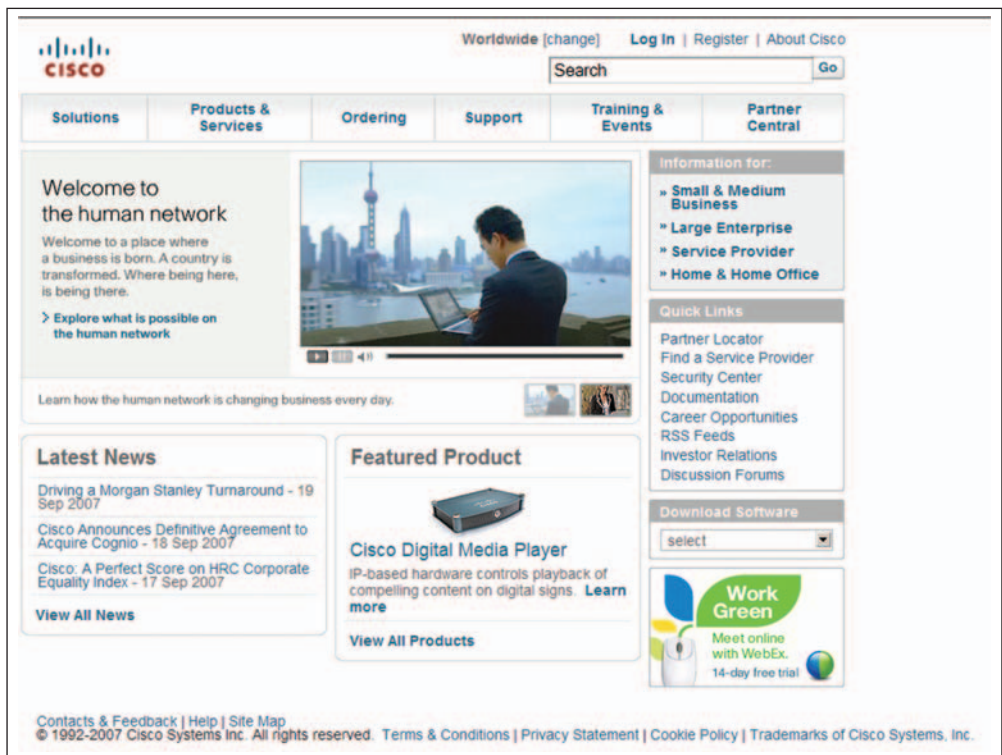 CISCO
Worldwide [change] Log In | Register | About Cisco
Search Go
Solutions
Products &
Services
Ordering
Support
Training &
Events
Partner
Central
Welcome to
the human network
Welcome to a place where
a business is born. A country is
transformed. Where being here,
is being there.
> Explore what is possible on
the human network
Learn how the human network is changing business every day.
Information for:
» Small & Medium
Business
» Large Enterprise
» Service Provider
» Home & Home Office
Quick Links
Partner Locator
Find a Service Provider
Security Center
Documentation
Career Opportunities
RSS Feeds
Investor Relations
Discussion Forums
Download Software
select
Work
Green
Meet online
with WebEx.
14-day free trial
Latest News
Driving a Morgan Stanley Turnaround - 19
Sep 2007
Cisco Announces Definitive Agreement to
Acquire Cognio - 18 Sep 2007
Cisco: A Perfect Score on HRC Corporate
Equality Index - 17 Sep 2007
View All News
Featured Product
Cisco Digital Media Player
IP-based hardware controls playback of
compelling content on digital signs. Learn
more
View All Products
Contacts & Feedback | Help | Site Map
© 1992-2007 Cisco Systems Inc. All rights reserved. Terms & Conditions | Privacy Statement | Cookie Policy | Trademarks of Cisco Systems, Inc.